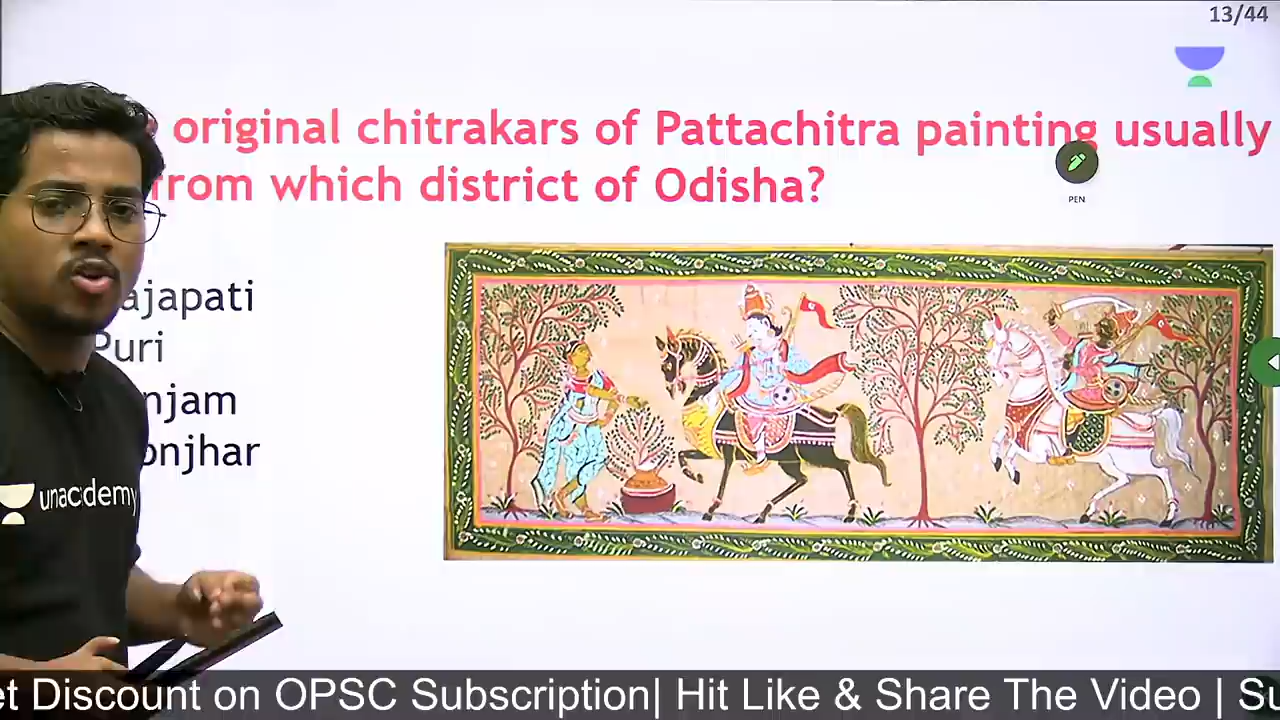 13/44
original chitrakars of Pattachitra painting usually
from which district of Odisha?
PEN
ajapati
Puri
njam
onjhar
unacademy
et Discount on OPSC Subscription| Hit Like & Share The Video | Su